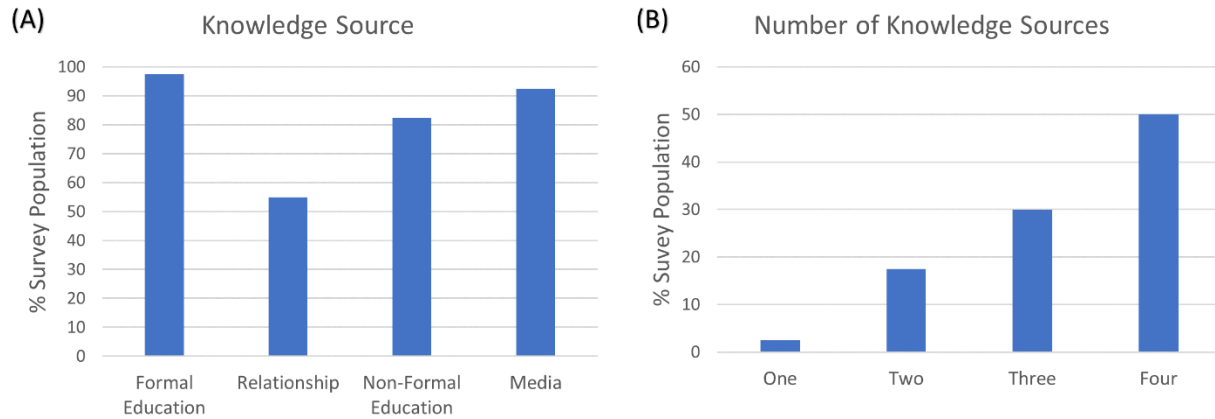 (A)
Knowledge Source
% Survey Population
100
90
80
70
60
50
40
30
20
10
0
Formal
Education
Relationship
Non-Formal
Education
Media
(B)
Number of Knowledge Sources
% Suvey Population
60
50
40
30
20
10
0
One
Two
Three
Four